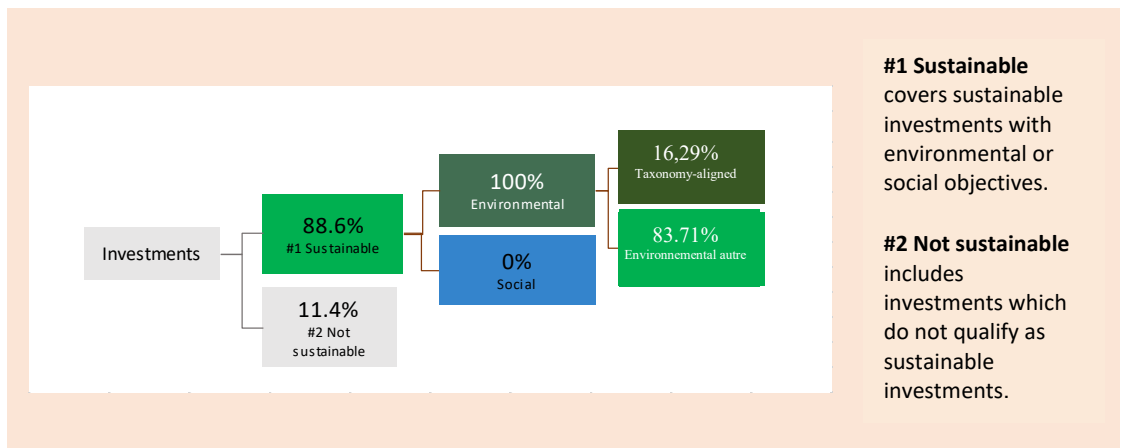 Investments
88.6%
#1 Sustainable
11.4%
#2 Not
sustainable
100%
Environmental
0%
Social
16,29%
Taxonomy-aligned
83.71%
Environnemental autre
#1 Sustainable
covers sustainable
investments with
environmental or
social objectives.
#2 Not sustainable
includes
investments which
do not qualify as
sustainable
investments.